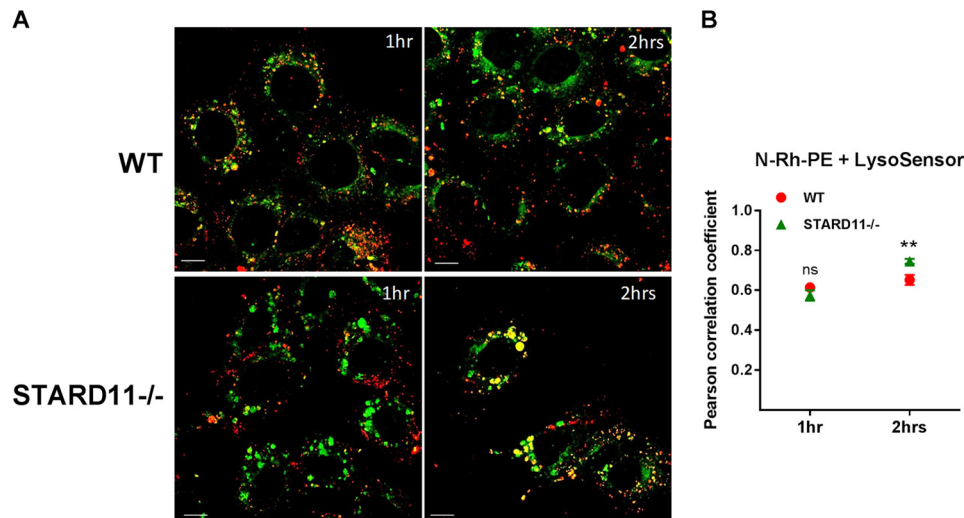 A
1hr
2hrs
WT
1hr
2hrs
STARD11-/-
B
N-Rh-PE + LysoSensor
WT
STARD11-/-
Pearson correlation coefficient
1.0
0.8
0.6
0.4
0.2
ns
**
1hr
2hrs